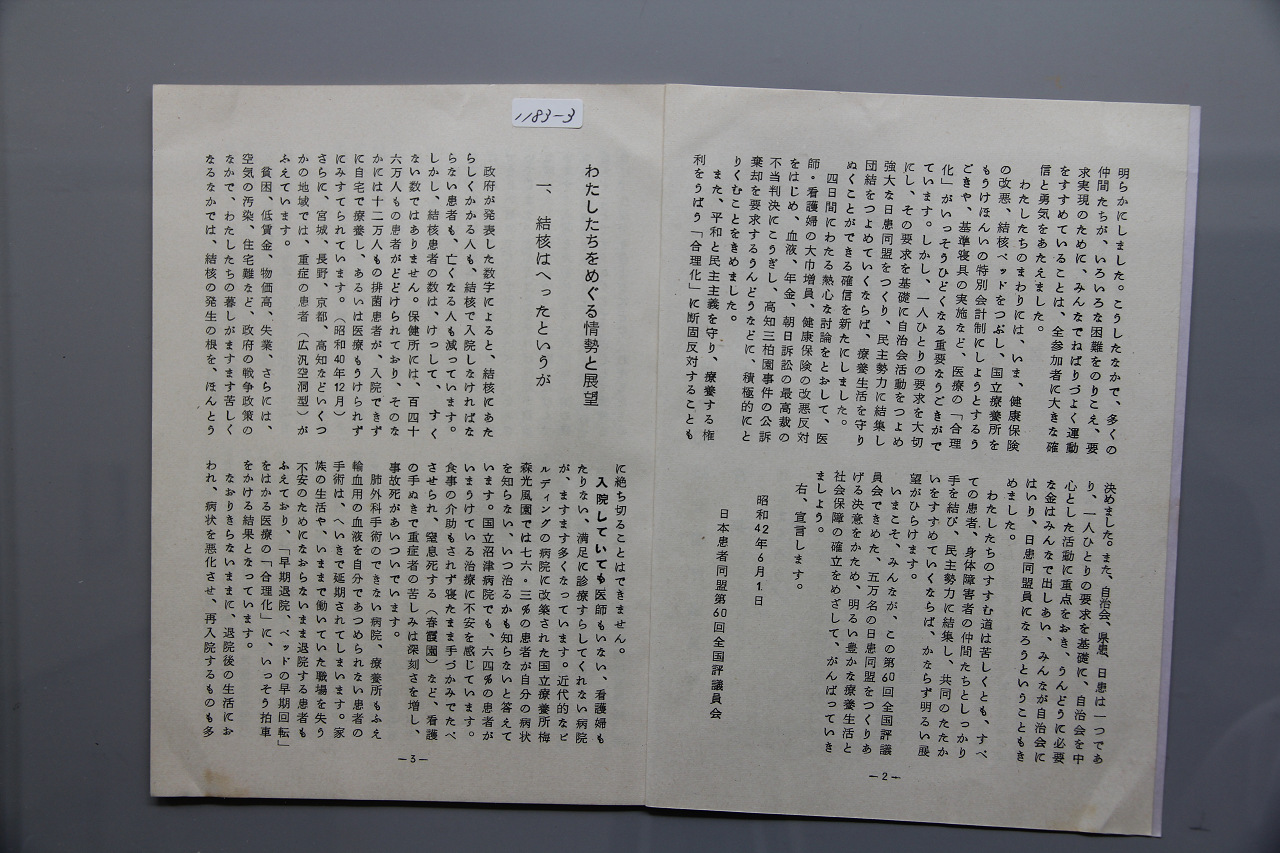 明らかにしました。こうしたなかで、多くの
仲間たちが、いろいろな困難をのりこえ、要
求実現のために、みんなでねばりづよく運動
をすすめていることは、全参加者に大きな確
信と勇気をあたえました。
わたしたちのまわりには、いま、健康保険
の改悪、結核ベッドをつぶし、国立療養所を
もうけほんいの特別会計制にしようとするう
ごきや、基準寝具の実施など、医療の「合理
化」がいっそうひどくなる重要なうごきがで
ています。しかし、一人ひとりの要求を大切
にし、その要求を基礎に自治会活動をつよめ
強大な日患同盟をつくり、民主勢力に結集し
団結をつよめていくならば、療養生活を守り
ぬくことができる確信を新たにしました。
四日間にわたる熱心な討論をとおして、医
師・看護婦の大巾増員、健康保険の改悪反対
をはじめ、血液、年金、朝日訴訟の最高裁の
不当判決にこうぎし、高知三柏園事件の公訴
棄却を要求するうんどうなどに、積極的にと
りくむことをきめました。
また、平和と民主主義を守り、療養する権
利をうばう「合理化」に断固反対することも
決めました。また、自治会、県患、日患は一つであ
り、一人ひとりの要求を基礎に、自治会を中
心とした活動に重点をおき、うんどうに必要
な金はみんなで出しあい、みんなが自治会に
はいり、日患同盟員になろうということもき
めました。
わたしたちのすすむ道は苦しくとも、すべ
ての患者、身体障害者の仲間たちとしっかり
手を結び、民主勢力に結集し、共同のたたか
いをすすめていくならば、かならず明るい展
望がひらけます。
いまこそ、みんなが、この第60回全国評議
員会できめた、五万名の日患同盟をつくりあ
げる決意をかため、明るい豊かな療養生活と
社会保障の確立をめざして、がんばっていき
ましょう。
右、宣言します。
昭和42年6月1日
日本患者同盟第60回全国評議員会
—2—
1183-3
わたしたちをめぐる情勢と展望
一、結核はへったというが
政府が発表した数字によると、結核にあた
らしくかかる人も、結核で入院しなければな
らない患者も、亡くなる人も減っています。
しかし、結核患者の数は、けっして、すく
ない数ではありません。保健所には、百四十
六万人もの患者がとどけられており、そのな
かには十二万人もの排菌患者が、入院できず
に自宅で療養し、あるいは医療もうけられず
にみすてられています。(昭和40年12月)
さらに、宮城、長野、京都、高知などいくつ
かの地域では、重症の患者(広汎空洞型)が
ふえています。
貧困、低賃金、物価高、失業、さらには、
空気の汚染、住宅難など、政府の戦争政策の
なかで、わたしたちの暮しがますます苦しく
なるなかでは、結核の発生の根を、ほんとう
に絶ち切ることはできません。
入院していても医師もいない、看護婦も
たりない、満足に診療すらしてくれない病院
が、ますます多くなっています。近代的なビ
ルディングの病院に改築された国立療養所梅
森光風園では七六・三%の患者が自分の病状
を知らない、いつ治るかも知らないと答えて
います。国立沼津病院でも、六四%の患者が
いまうけている治療に不安を感じています。
食事の介助もされず寝たまま手づかみでたべ
させられ、窒息死する(春霞園)など、看護
の手ぬきで重症者の苦しみは深刻さを増し、
事故死があいついでいます。
肺外科手術のできない病院、療養所もふえ
輸血用の血液を自分であつめられない患者の
手術は、へいきで延期されてしまいます。家
族の生活や、いままで働いていた職場を失う
不安のためになおらないまま退院する患者も
ふえており、「早期退院、ベッドの早期回転」
をはかる医療の「合理化」に、いっそう拍車
をかける結果となっています。
なおりきらないままに、退院後の生活にお
われ、病状を悪化させ、再入院するものも多
—3—